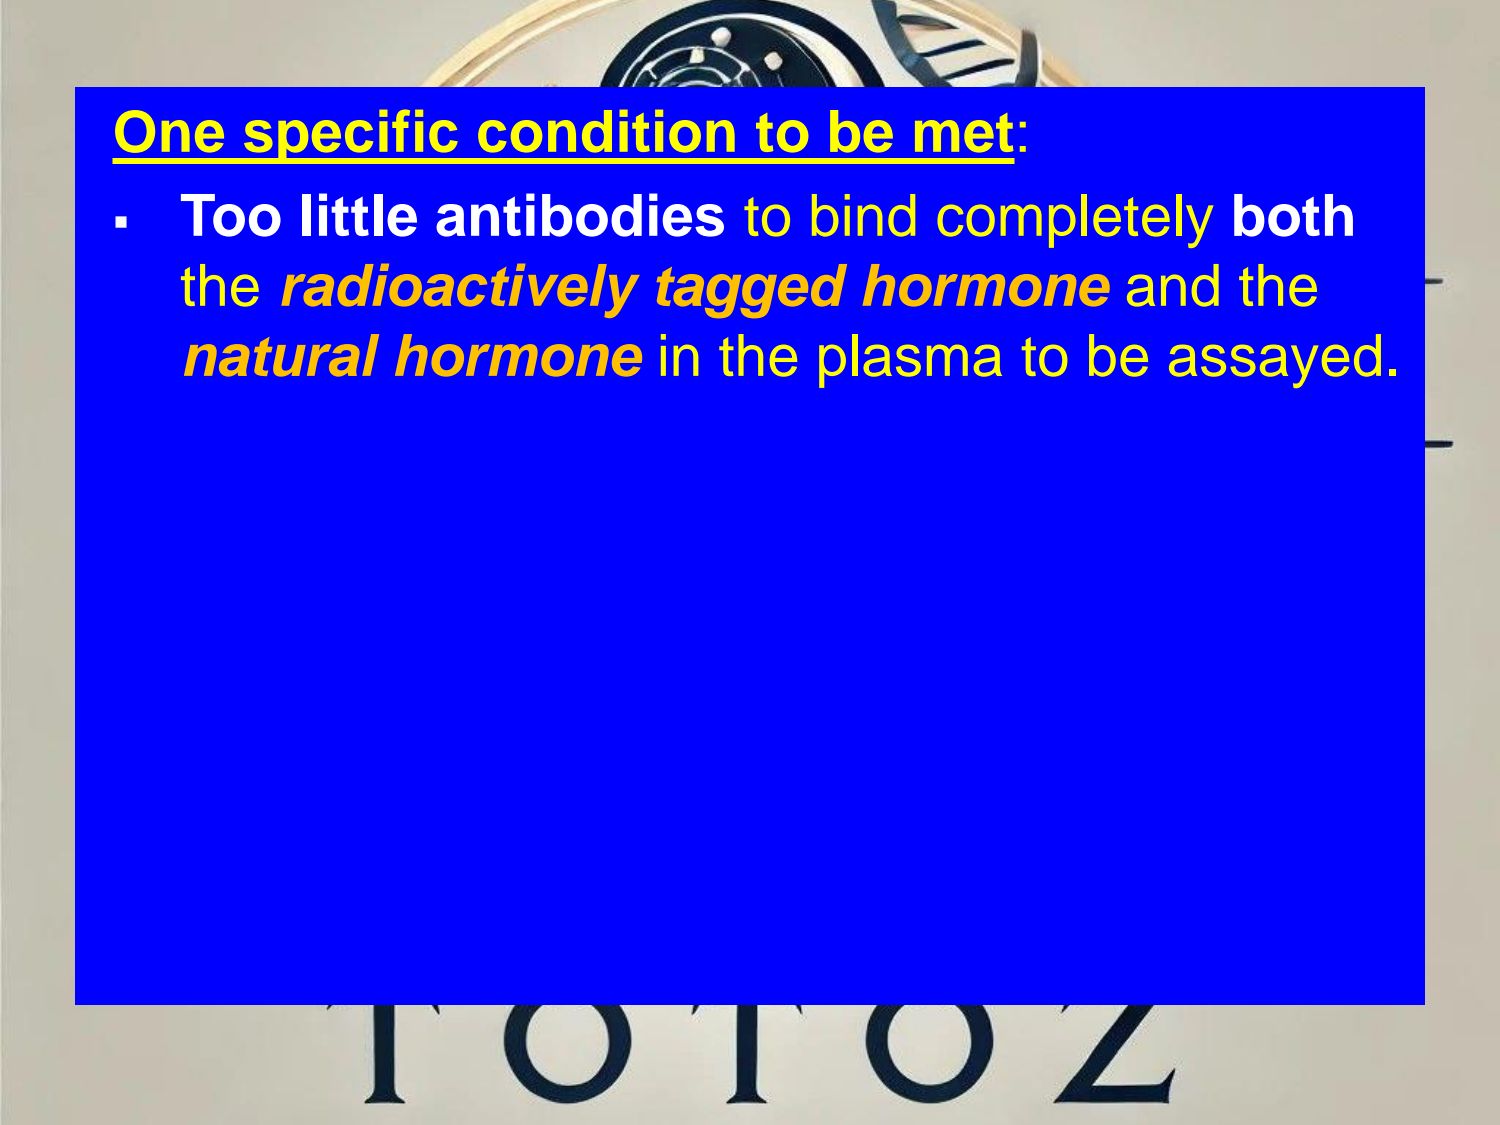 One specific condition to be met:
▪ Too little antibodies to bind completely both
the radioactively tagged hormone and the
natural hormone in the plasma to be assayed.
TOTOZ